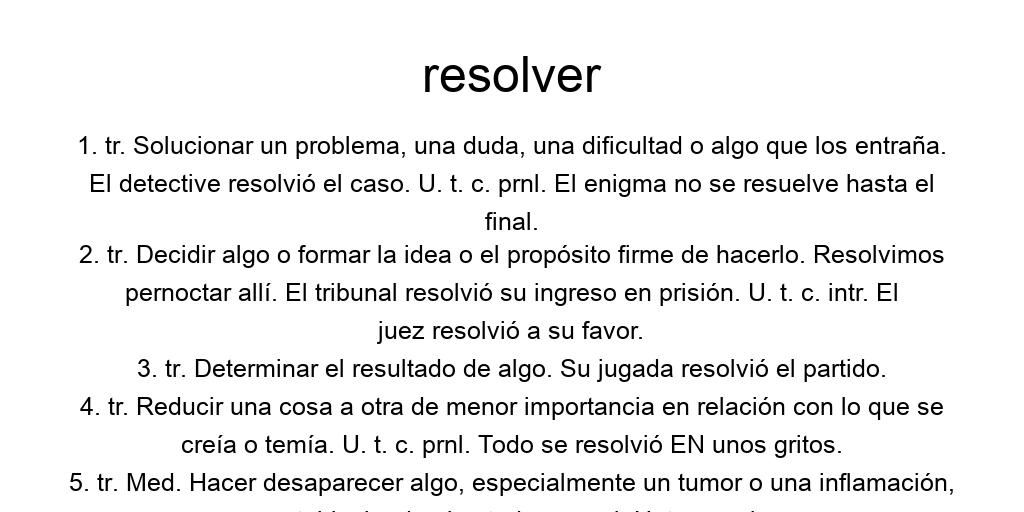 resolver
1. tr. Solucionar un problema, una duda, una dificultad o algo que los entraña.
El detective resolvió el caso. U. t. c. prnl. El enigma no se resuelve hasta el
final.
2. tr. Decidir algo o formar la idea o el propósito firme de hacerlo. Resolvimos
pernoctar allí. El tribunal resolvió su ingreso en prisión. U. t. c. intr. El
juez resolvió a su favor.
3. tr. Determinar el resultado de algo. Su jugada resolvió el partido.
4. tr. Reducir una cosa a otra de menor importancia en relación con lo que se
creía o temía. U. t. c. prnl. Todo se resolvió EN unos gritos.
5. tr. Med. Hacer desaparecer algo, especialmente un tumor o una inflamación,